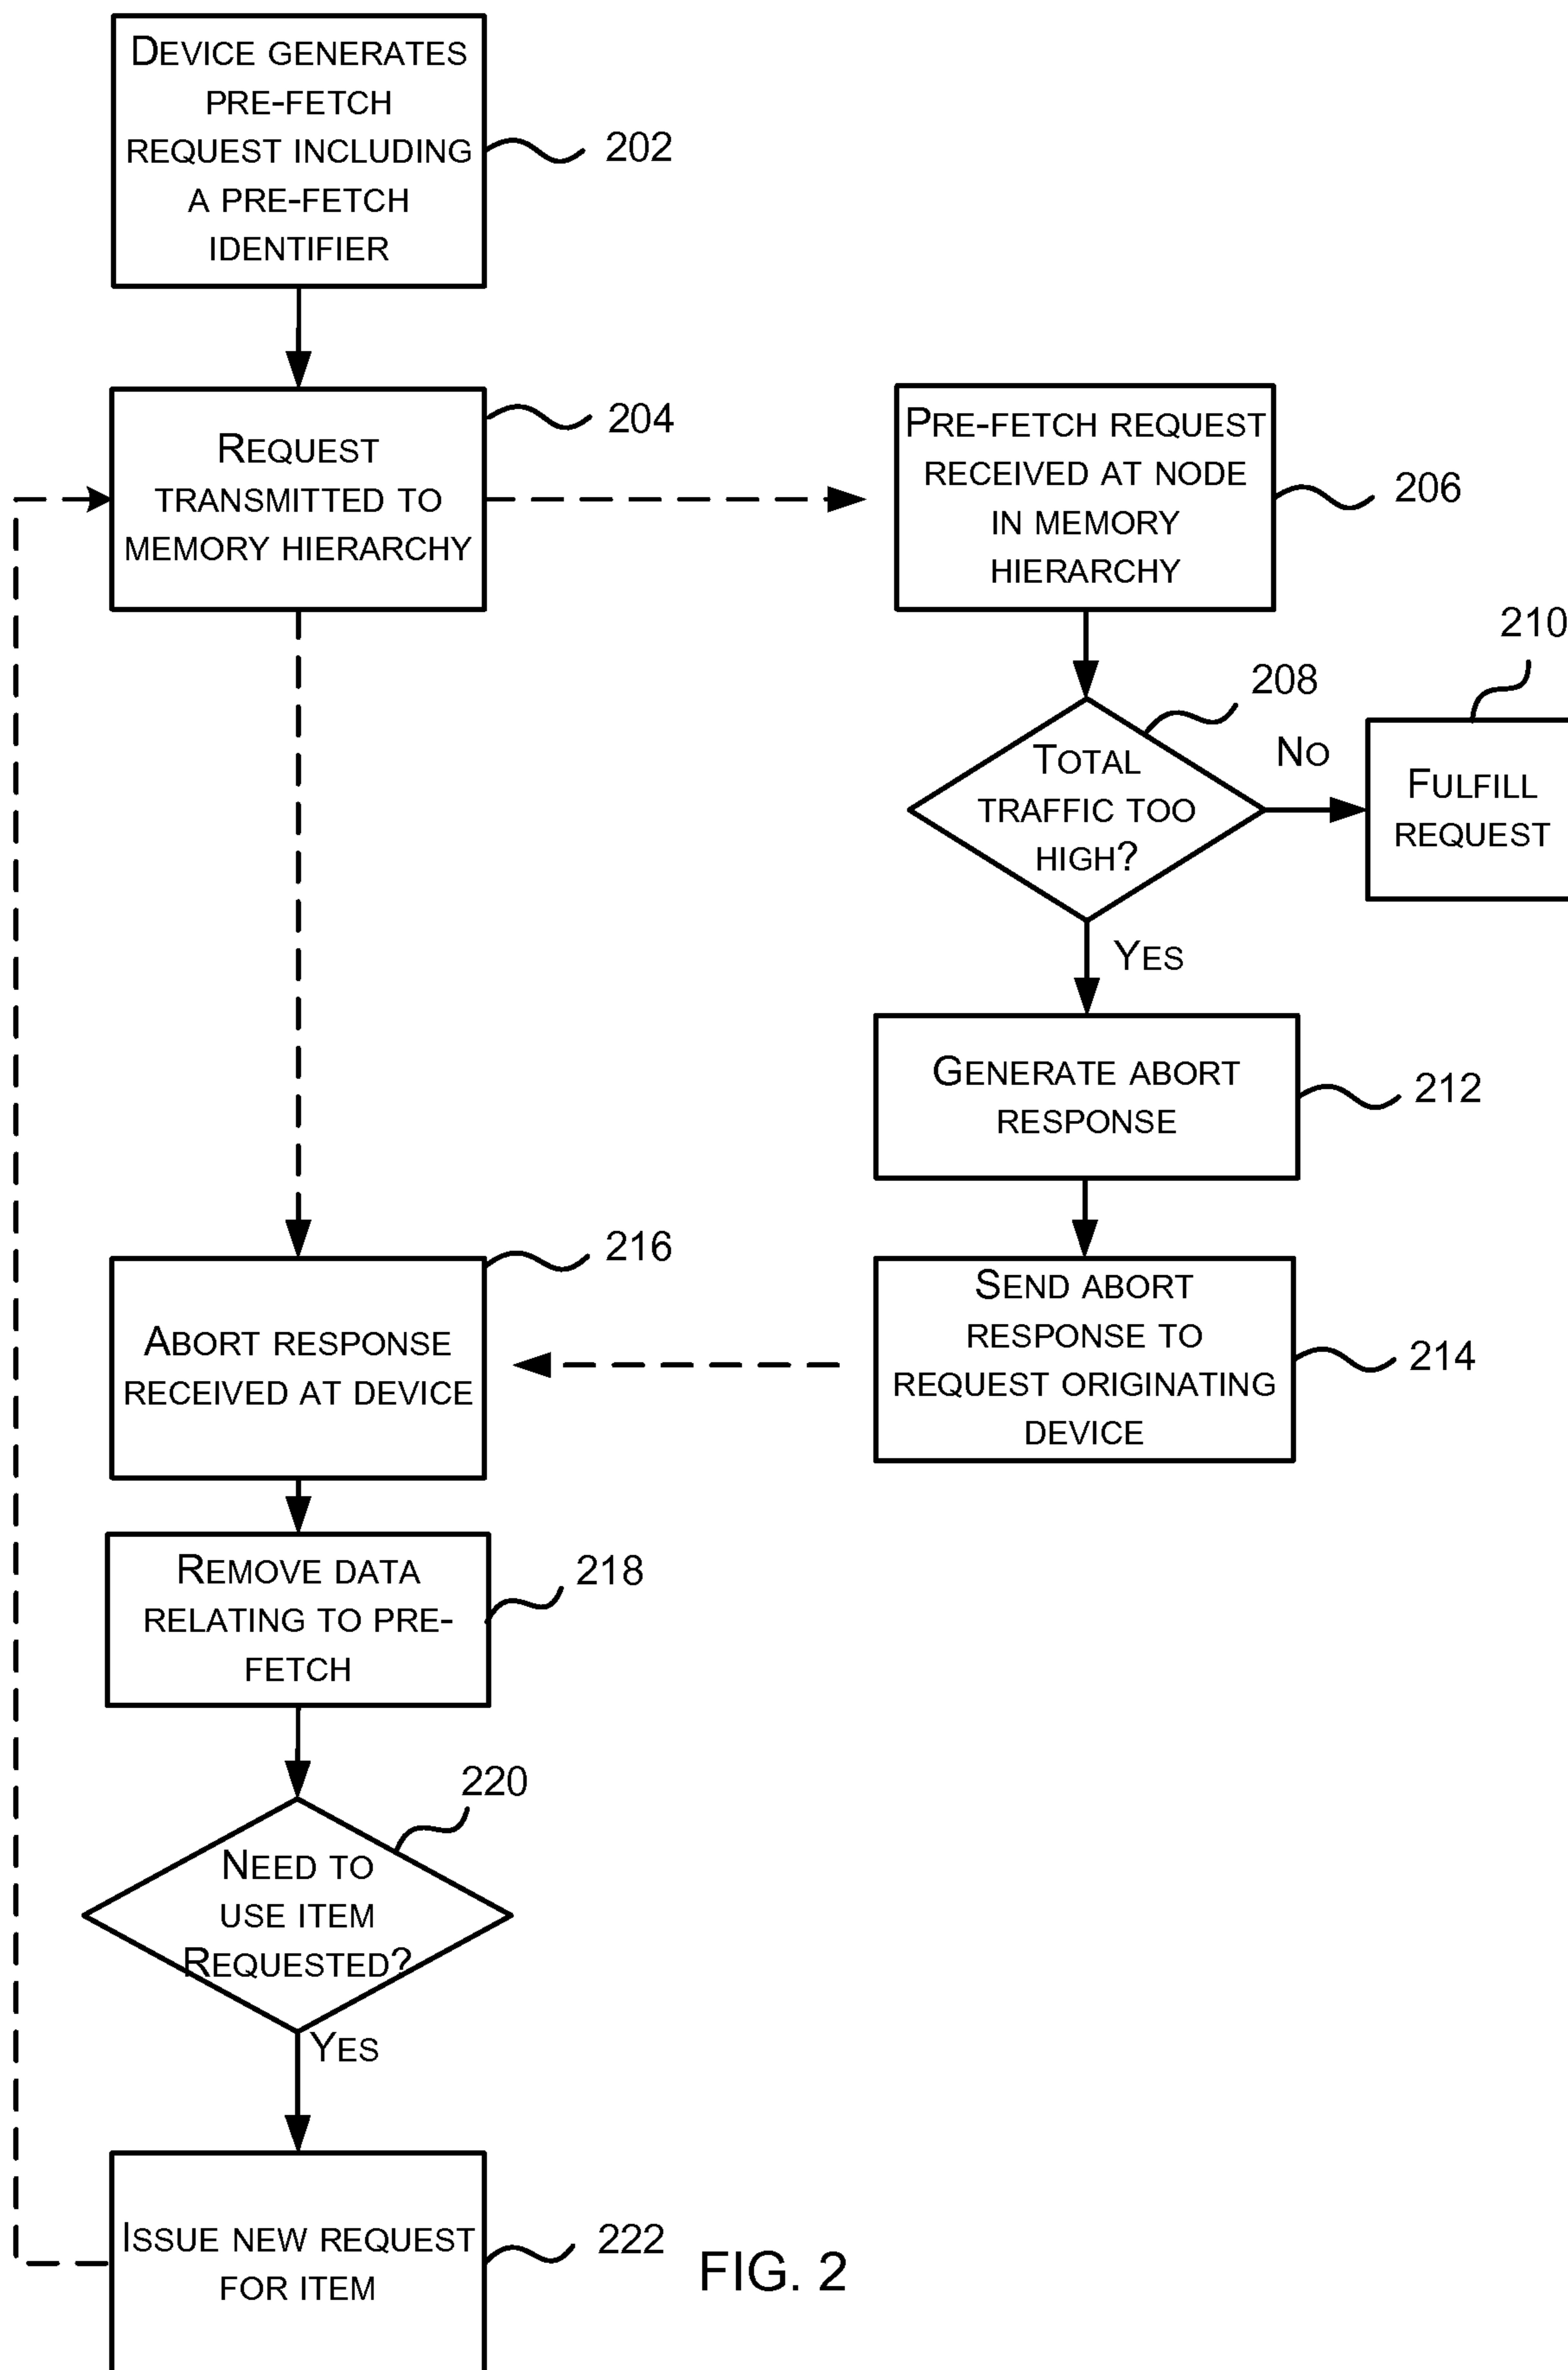 DEVICE GENERATES
PRE-FETCH
REQUEST INCLUDING
A PRE-FETCH
IDENTIFIER
202
REQUEST
TRANSMITTED TO
MEMORY HIERARCHY
204
PRE-FETCH REQUEST
RECEIVED AT NODE
IN MEMORY
HIERARCHY
206
TOTAL
TRAFFIC TOO
HIGH?
208
NO
210
FULFILL
REQUEST
YES
GENERATE ABORT
RESPONSE
212
SEND ABORT
RESPONSE TO
REQUEST ORIGINATING
DEVICE
214
ABORT RESPONSE
RECEIVED AT DEVICE
216
REMOVE DATA
RELATING TO PRE-
FETCH
218
NEED TO
USE ITEM
REQUESTED?
220
YES
ISSUE NEW REQUEST
FOR ITEM
222
FIG. 2